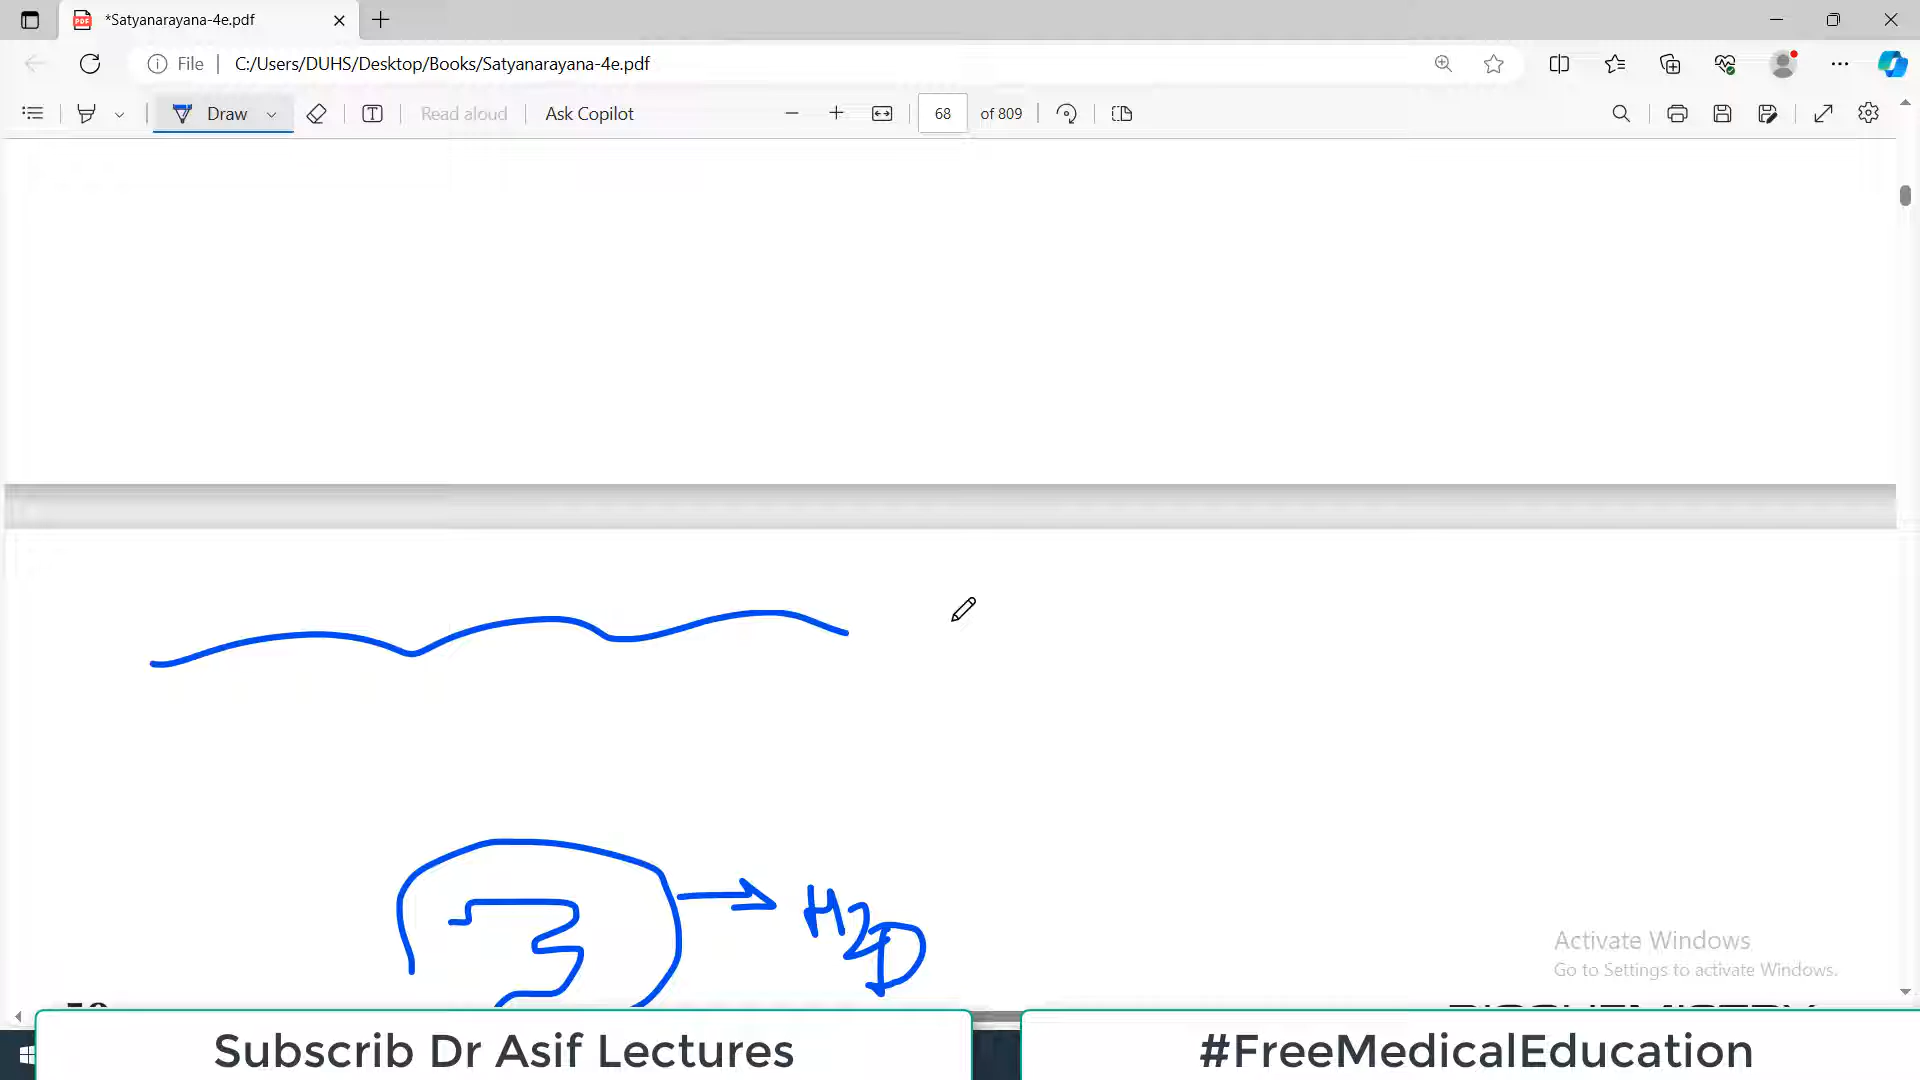 *Satyanarayana-4e.pdf
File | C:/Users/DUHS/Desktop/Books/Satyanarayana-4e.pdf
Draw Read aloud Ask Copilot 68 of 809
3 → H2O
Activate Windows
Go to Settings to activate Windows.
Subscrib Dr Asif Lectures
#FreeMedicalEducation